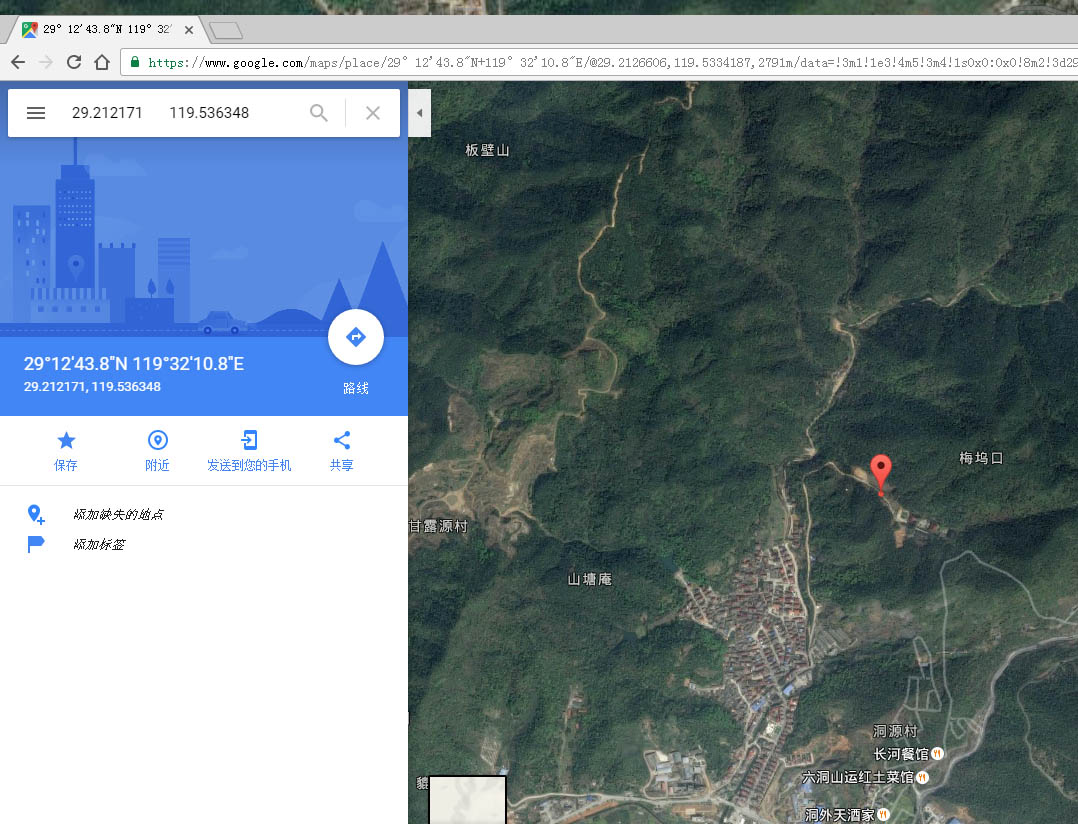 29° 12'43.8"N 119° 32'
https://www.google.com/maps/place/29° 12'43.8"N+119° 32'10.8"E/@29.2126606,119.5334187,2791m/data=!3m1!1e3!4m5!3m4!1s0x0:0x0!8m2!3d29
29.212171 119.536348
29°12'43.8"N 119°32'10.8"E
29.212171, 119.536348
路线
保存
附近
发送到您的手机
共享
添加缺失的地点
添加标签
板壁山
梅坞口
甘露源村
山塘庵
洞源村
长河餐馆
六洞山运红土菜馆
洞外天酒家